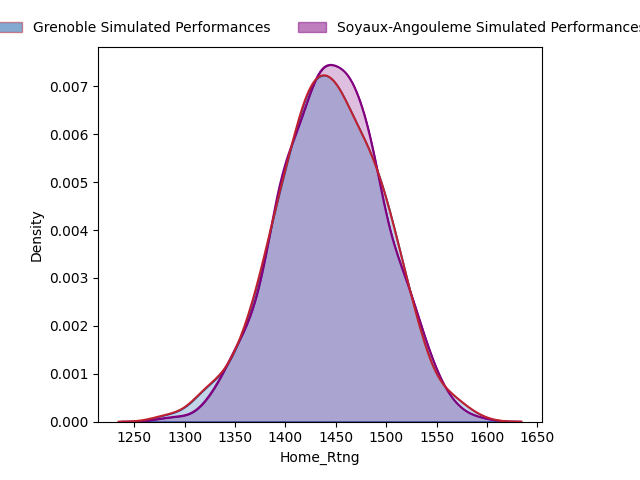 Grenoble Simulated Performances Soyaux-Angouleme Simulated Performances
0.007
0.006
0.005
0.004
0.003
0.002
0.001
0.000
Density
1250 1300 1350 1400 1450 1500 1550 1600 1650
Home_Rtng